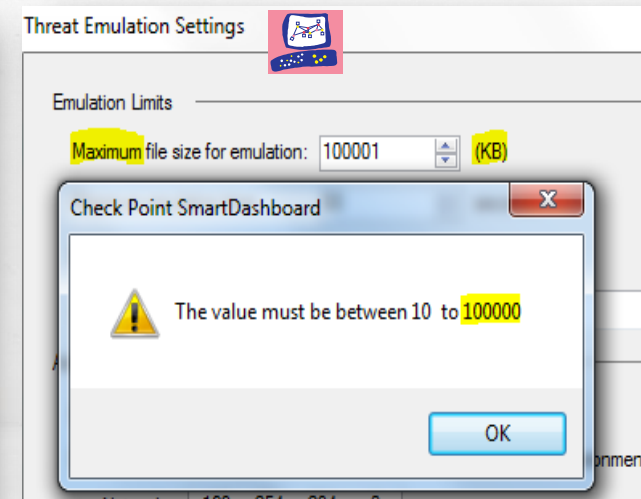 Threat Emulation Settings
Emulation Limits
Maximum file size for emulation: 100001 (KB)
Check Point SmartDashboard
The value must be between 10 to 100000
OK